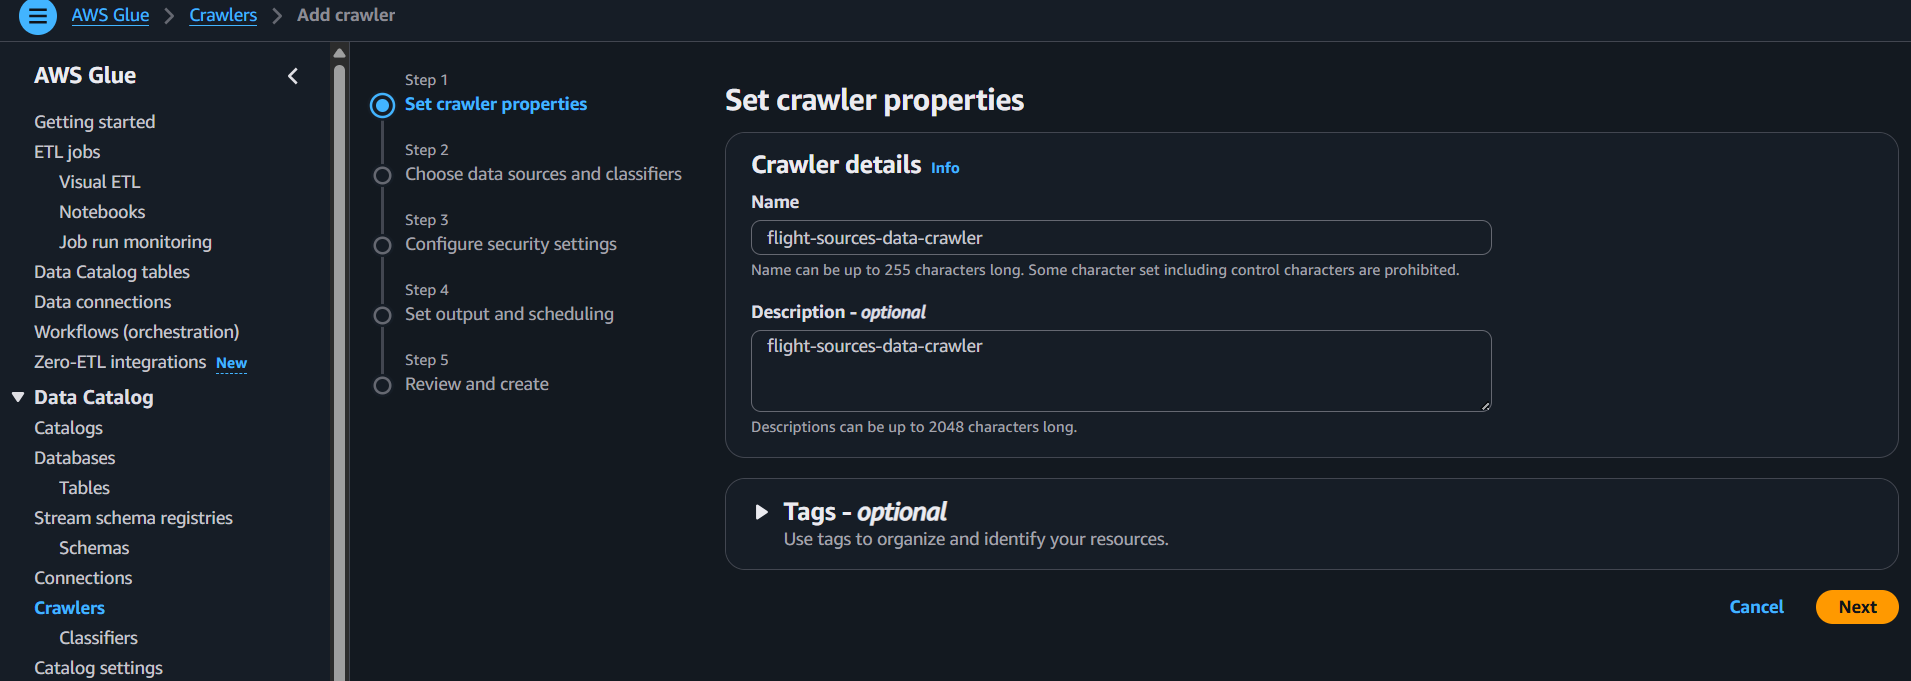 AWS Glue > Crawlers > Add crawler
AWS Glue
Getting started
ETL jobs
Visual ETL
Notebooks
Job run monitoring
Data Catalog tables
Data connections
Workflows (orchestration)
Zero-ETL integrations New
Data Catalog
Catalogs
Databases
Tables
Stream schema registries
Schemas
Connections
Crawlers
Classifiers
Catalog settings
Step 1
Set crawler properties
Step 2
Choose data sources and classifiers
Step 3
Configure security settings
Step 4
Set output and scheduling
Step 5
Review and create
Set crawler properties
Crawler details Info
Name
flight-sources-data-crawler
Name can be up to 255 characters long. Some character set including control characters are prohibited.
Description - optional
flight-sources-data-crawler
Descriptions can be up to 2048 characters long.
Tags - optional
Use tags to organize and identify your resources.
Cancel Next